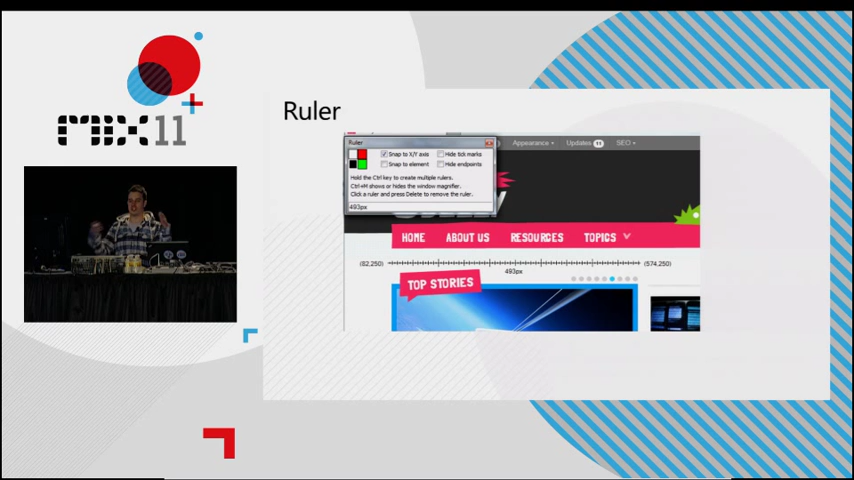 MIX11
Ruler
Ruler
Snap to X/Y axis
Hide tick marks
Snap to element
Hide endpoints
Hold the Ctrl key to create multiple rulers.
Ctrl+M shows or hides the window magnifier.
Click a ruler and press Delete to remove the ruler.
493px
Appearance
Updates 11
SEO
HOME ABOUT US RESOURCES TOPICS
(82,250)
(574,250)
493px
TOP STORIES